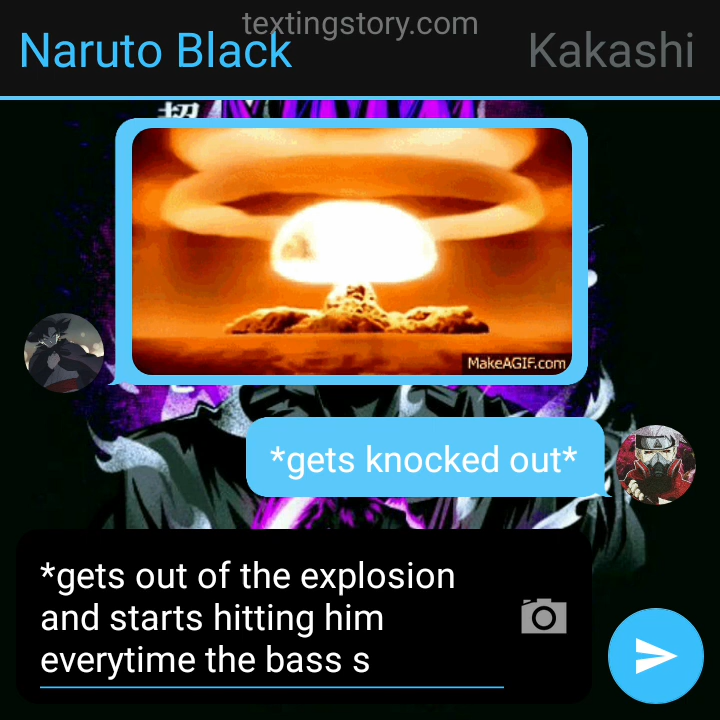 textingstory.com
Naruto Black
Kakashi
超
MakeAGIF.com
*gets knocked out*
*gets out of the explosion
and starts hitting him
everytime the bass s